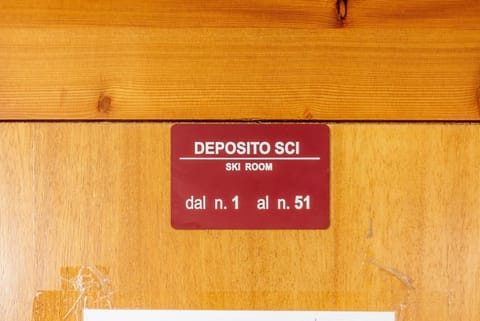 DEPOSITO SCI
SKI ROOM
dal n. 1 al n. 51